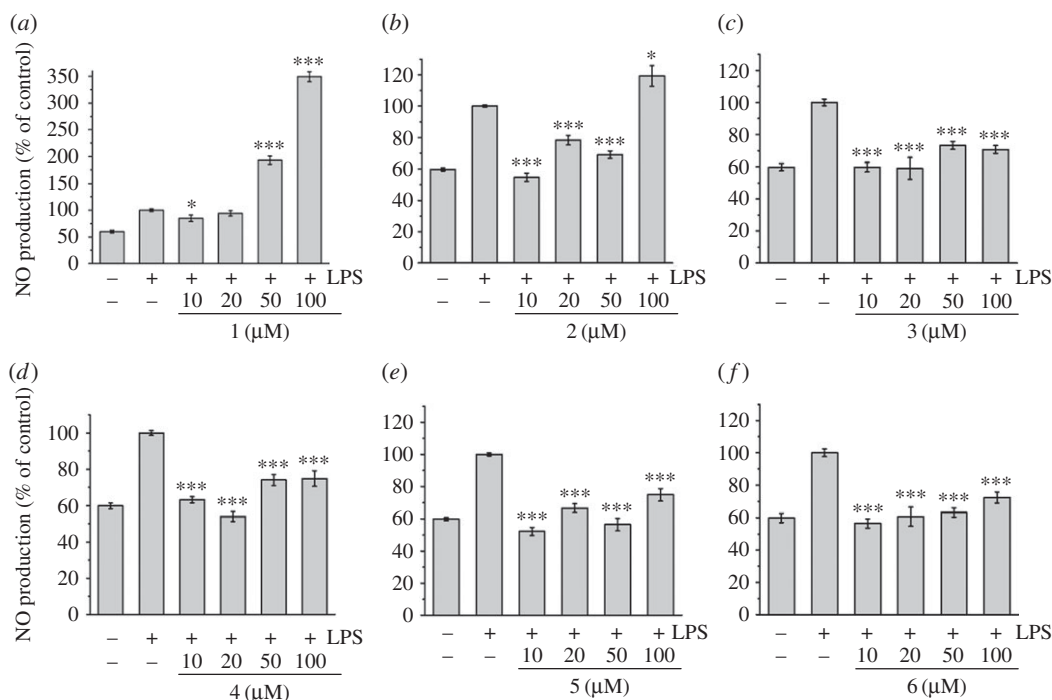 (a) (b) (c)
NO production (% of control)
350
300
250
200
150
100
50
0
* *** ***
– + + + + + LPS
– – 10 20 50 100
1 (μM)
120
100
80
60
40
20
0
*** *** *** *
– + + + + + LPS
– – 10 20 50 100
2 (μM)
120
100
80
60
40
20
0
*** *** *** ***
– + + + + + LPS
– – 10 20 50 100
3 (μM)
(d) (e) (f)
NO production (% of control)
100
80
60
40
20
0
*** *** *** ***
– + + + + + LPS
– – 10 20 50 100
4 (μM)
120
100
80
60
40
20
0
*** *** *** ***
– + + + + + LPS
– – 10 20 50 100
5 (μM)
120
100
80
60
40
20
0
*** *** *** ***
– + + + + + LPS
– – 10 20 50 100
6 (μM)